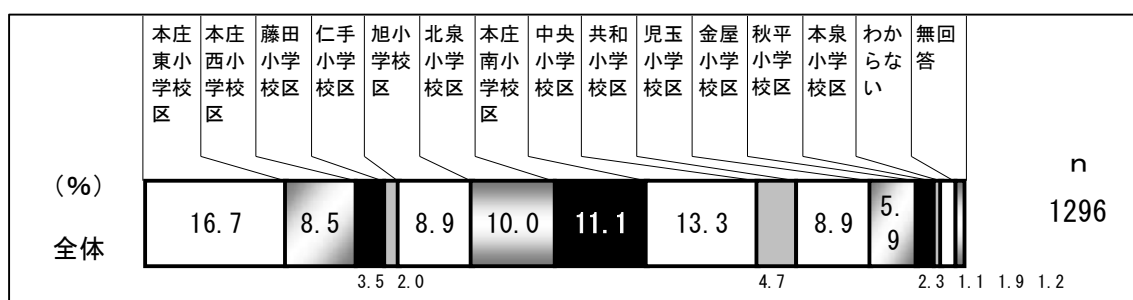 本庄東小学校区
本庄西小学校区
藤田小学校区
仁手小学校区
旭小学校区
北泉小学校区
本庄南小学校区
中央小学校区
共和小学校区
児玉小学校区
金屋小学校区
秋平小学校区
本泉小学校区
わからない
無回答
n
(%)
全体
16.7 8.5 8.9 10.0 11.1 13.3 8.9 5.9
1296
3.5 2.0 4.7 2.3 1.1 1.9 1.2